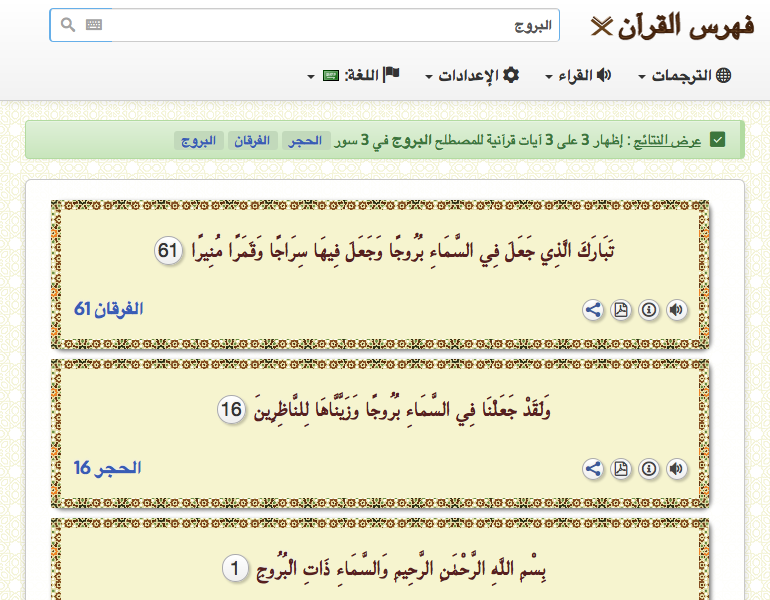 فهرس القرآن
البروج
الترجمات
القراء
الإعدادات
اللغة:
عرض النتائج : إظهار 3 على 3 آيات قرآنية للمصطلح البروج في 3 سور الحجر الفرقان البروج
تَبَارَكَ الَّذِي جَعَلَ فِي السَّمَاءِ بُرُوجًا وَجَعَلَ فِيهَا سِرَاجًا وَقَمَرًا مُنِيرًا 61
الفرقان 61
وَلَقَدْ جَعَلْنَا فِي السَّمَاءِ بُرُوجًا وَزَيَّنَّاهَا لِلنَّاظِرِينَ 16
الحجر 16
بِسْمِ اللَّهِ الرَّحْمَنِ الرَّحِيمِ وَالسَّمَاءِ ذَاتِ الْبُرُوجِ 1